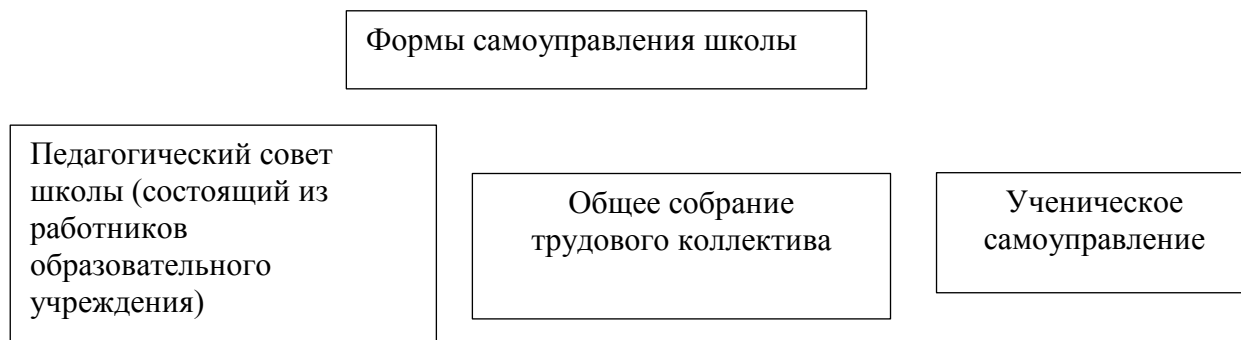 Формы самоуправления школы
Педагогический совет
школы (состоящий из
работников
образовательного
учреждения)
Общее собрание
трудового коллектива
Ученическое
самоуправление